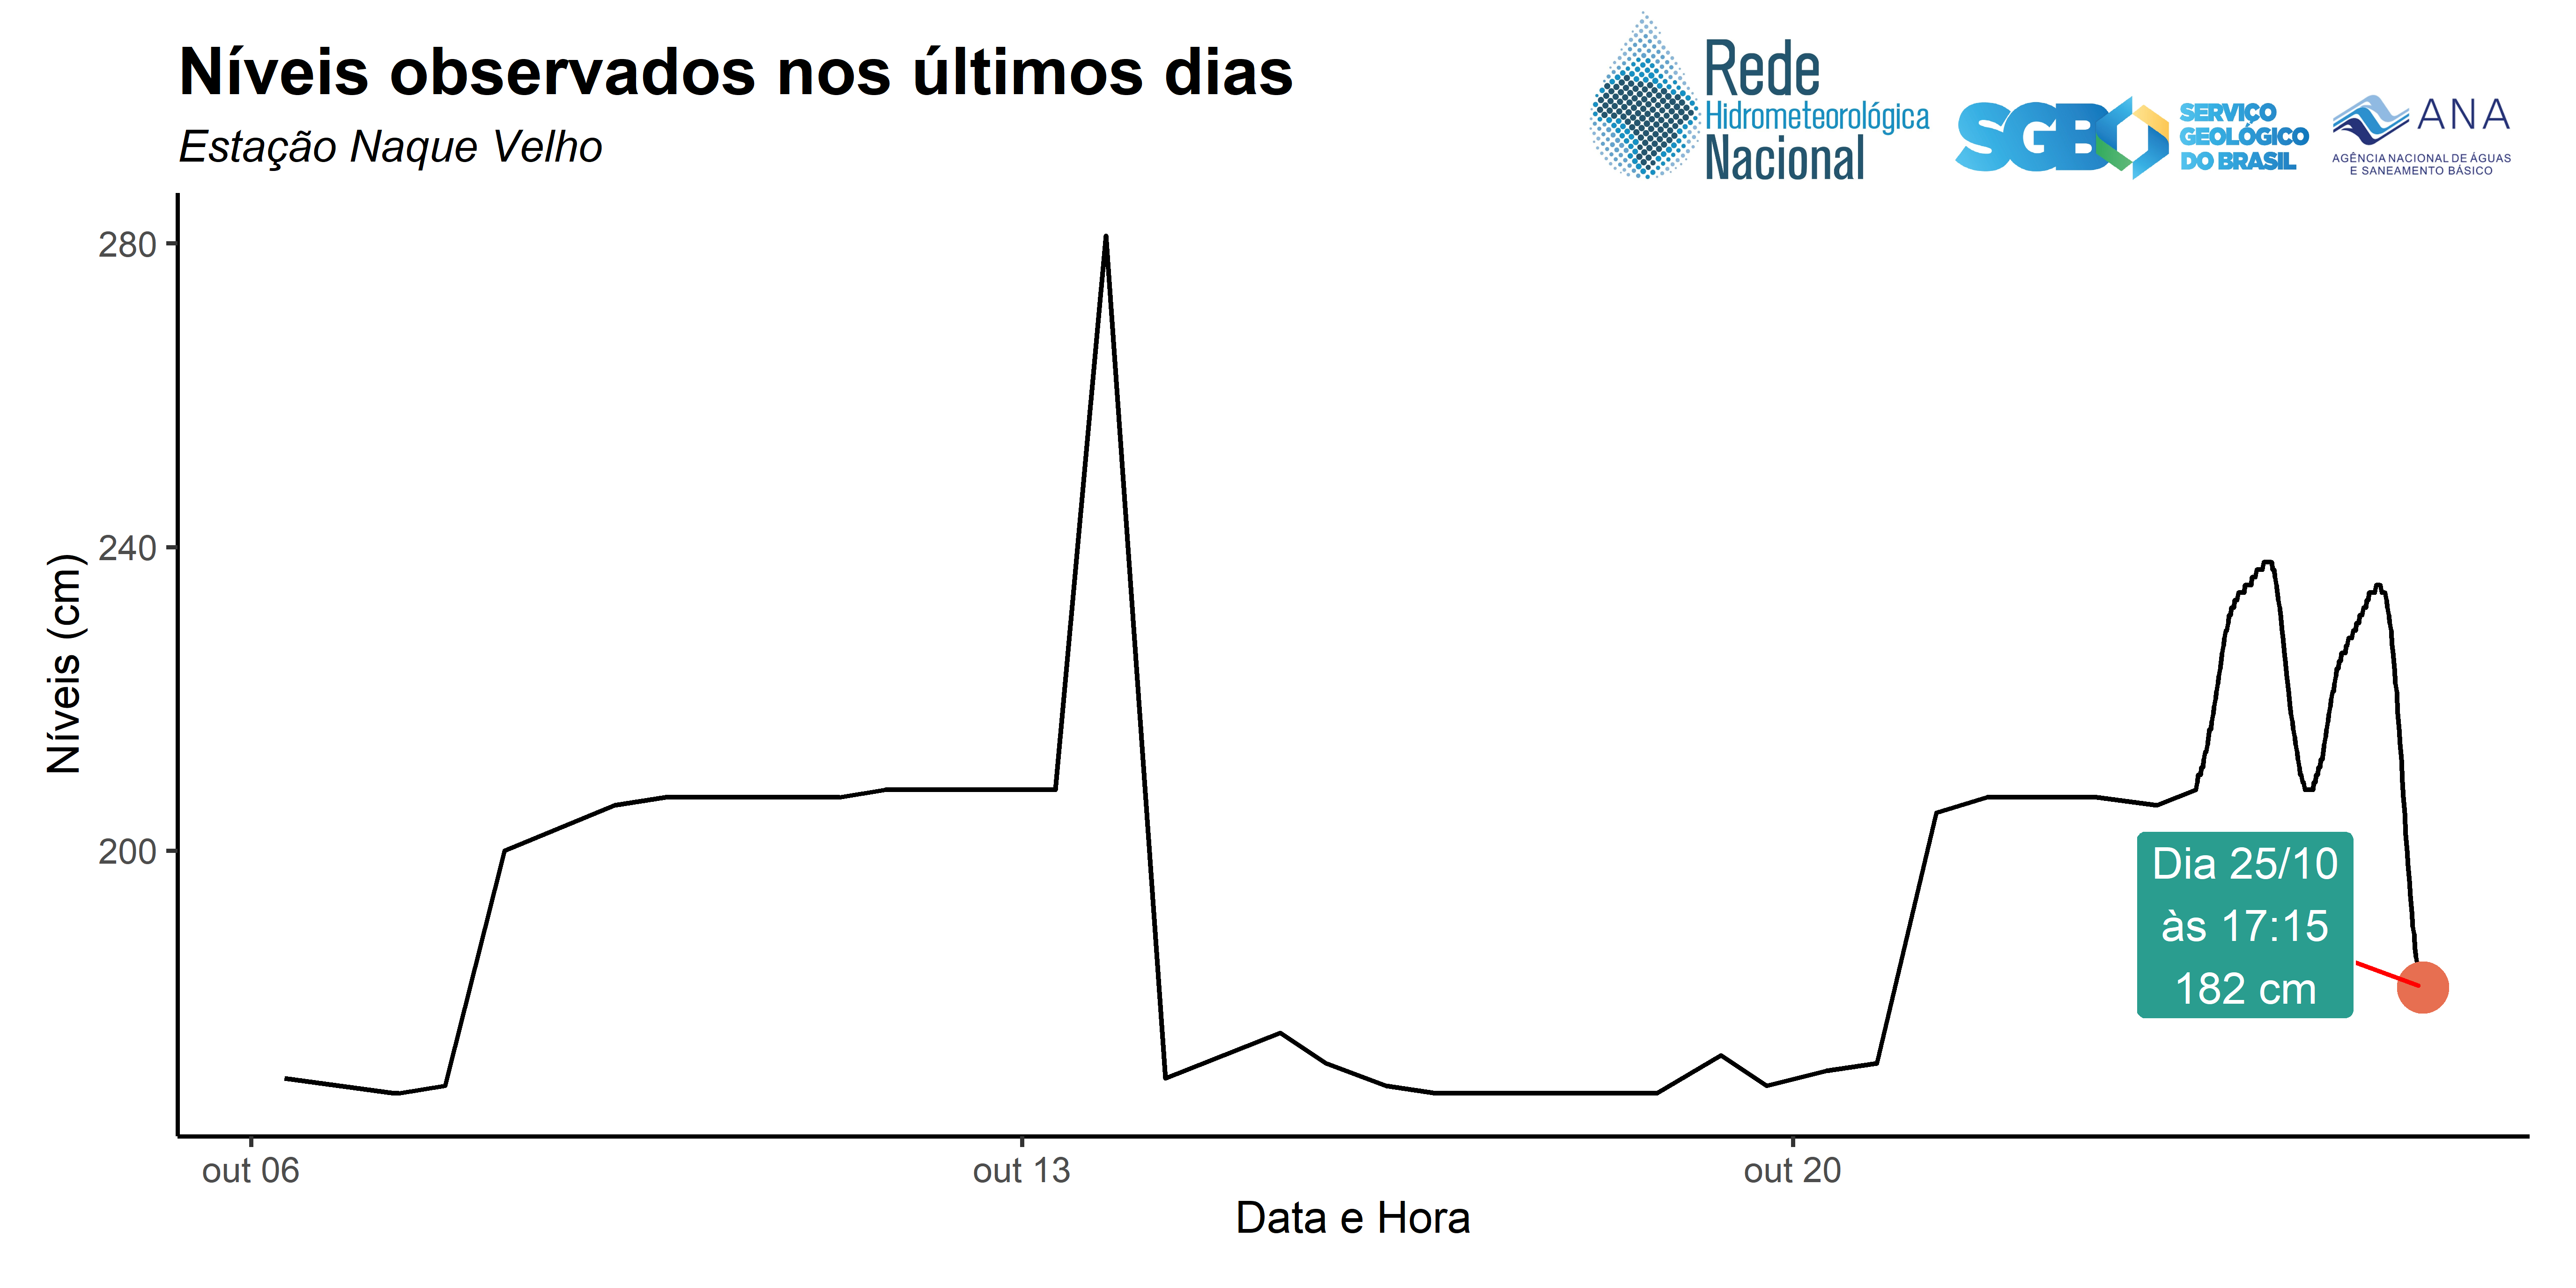 Níveis observados nos últimos dias
Estação Naque Velho
Rede
Hidrometeorológica
Nacional
SGB
SERVIÇO
GEOLÓGICO
DO BRASIL
ANA
AGÊNCIA NACIONAL DE ÁGUAS
E SANEAMENTO BÁSICO
280
240
200
Níveis (cm)
Dia 25/10
às 17:15
182 cm
out 06
out 13
out 20
Data e Hora